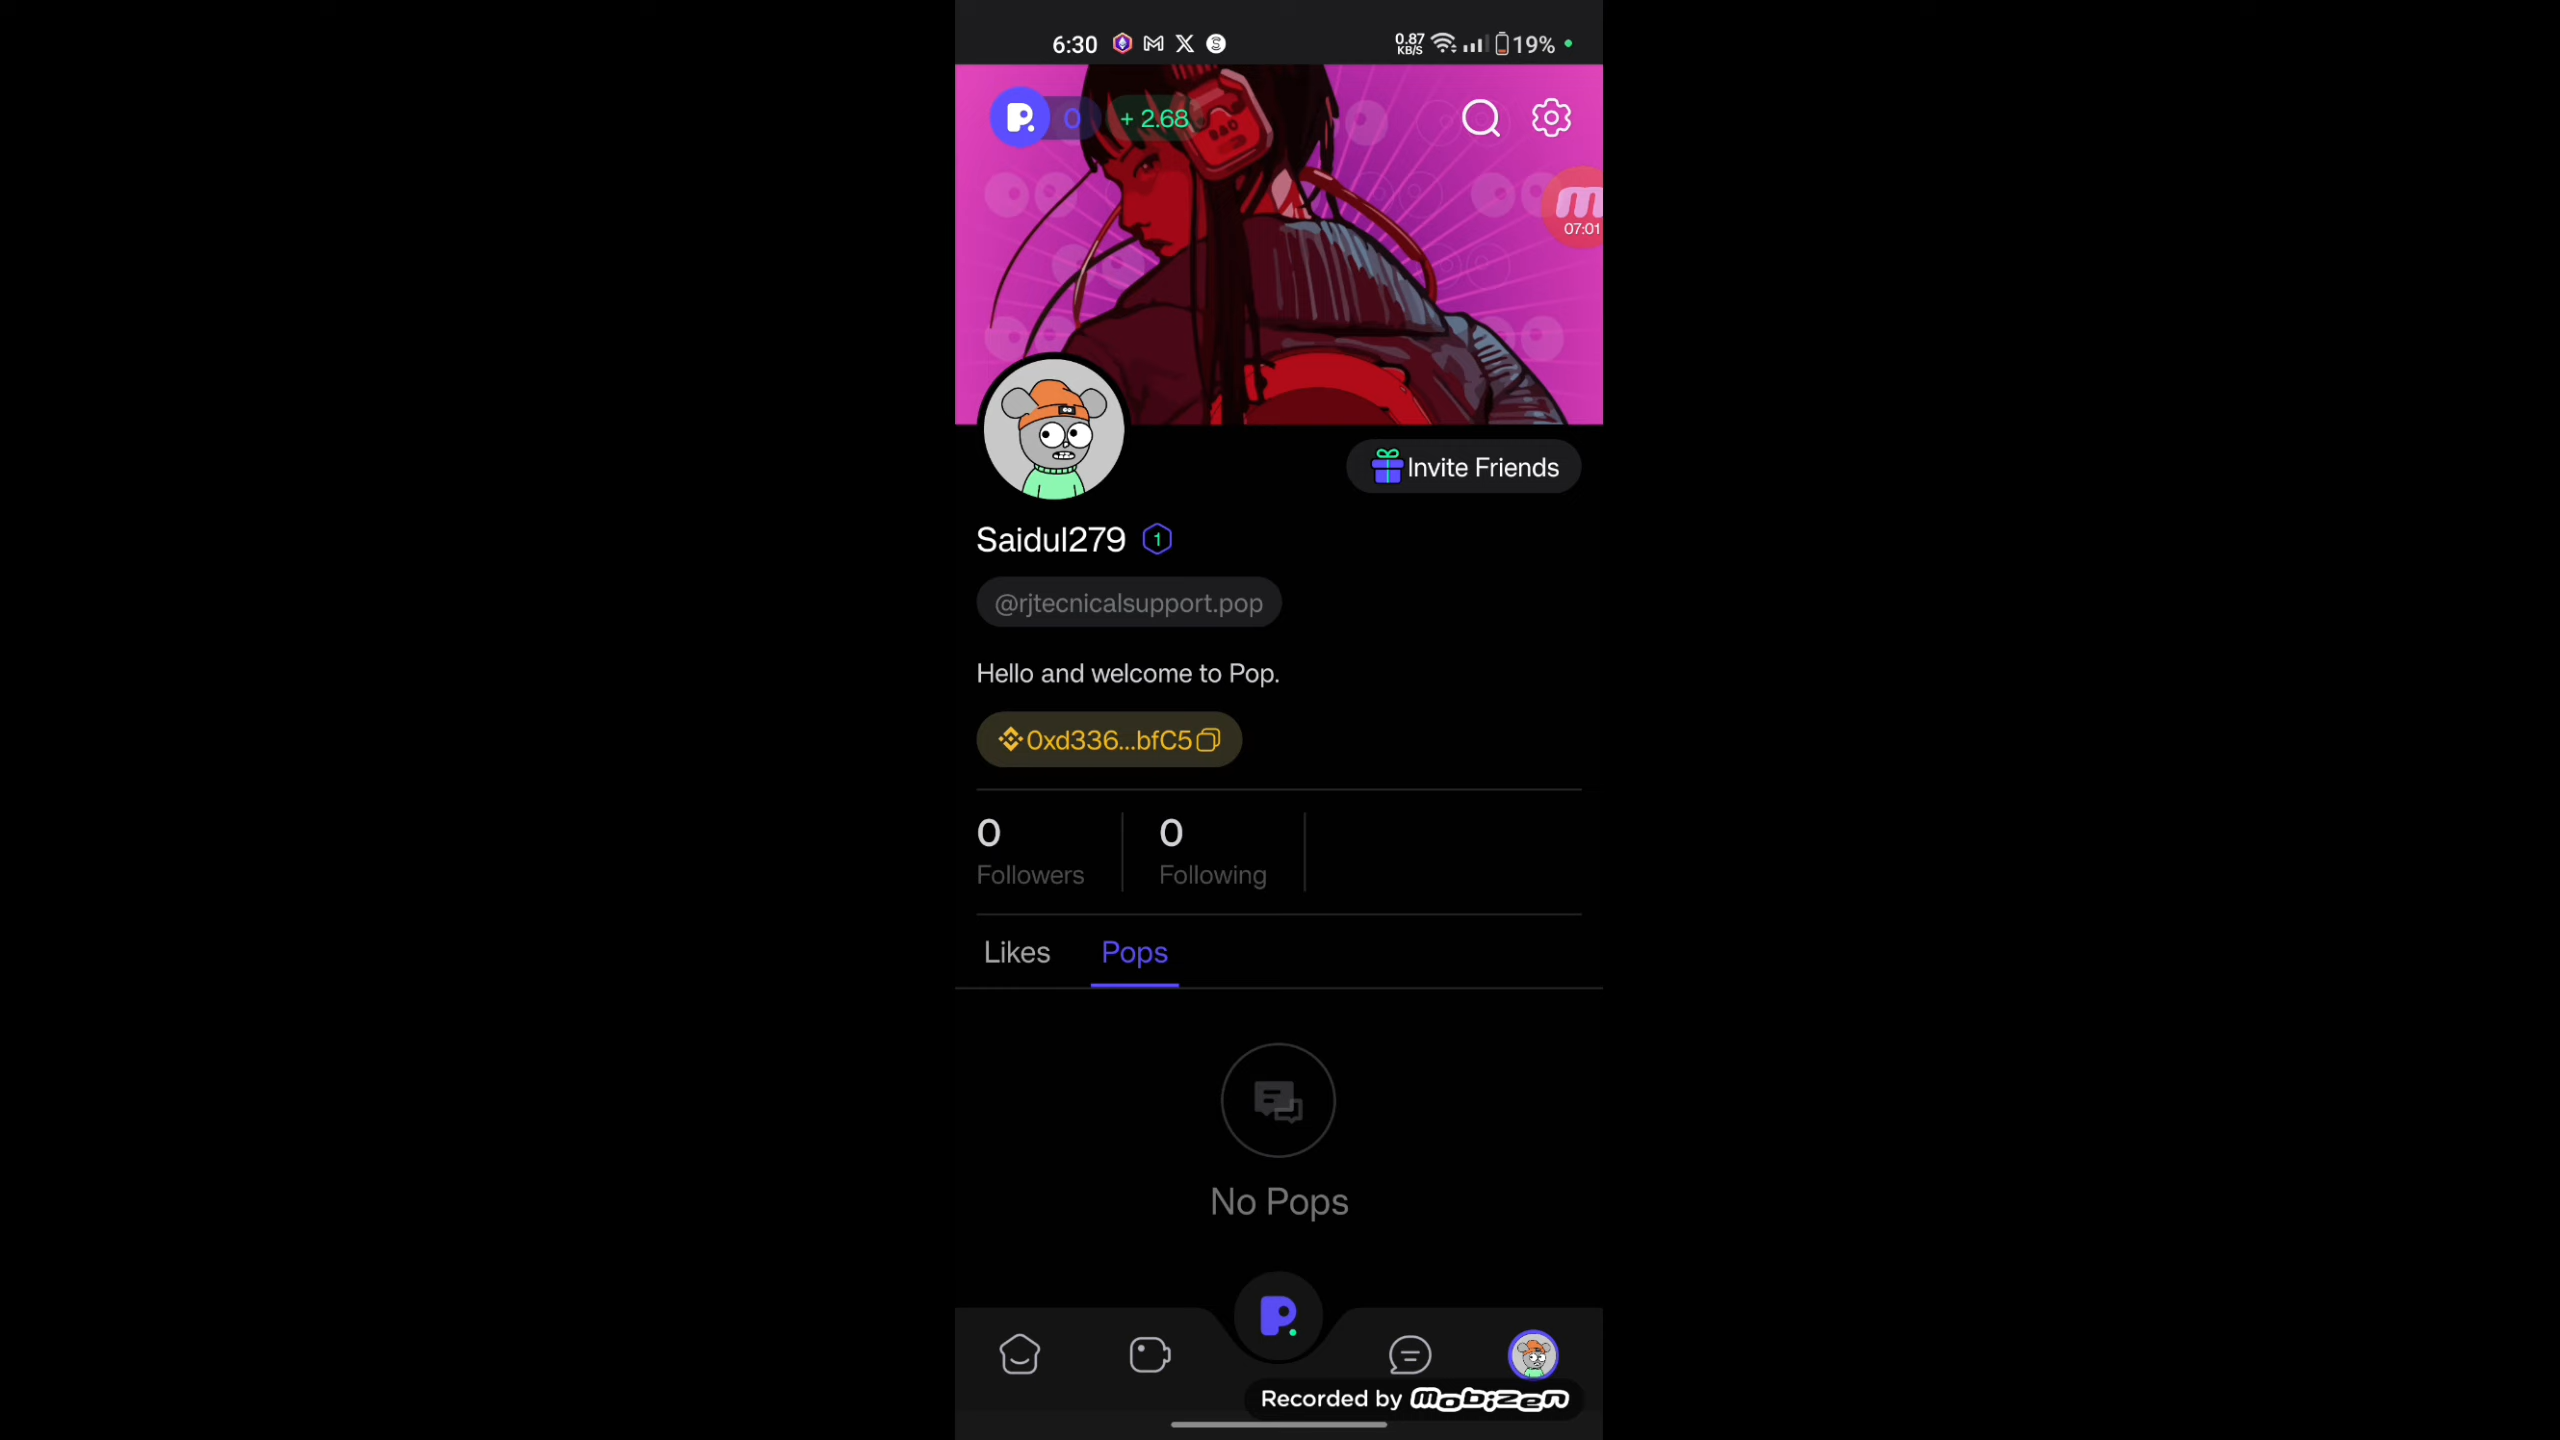 6:30
0.87
KB/S
19%
0
+ 2.68
07:01
Invite Friends
Saidul279
1
@rjtecnicalsupport.pop
Hello and welcome to Pop.
0xd336...bfC5
0
Followers
0
Following
Likes
Pops
No Pops
Recorded by mobizen